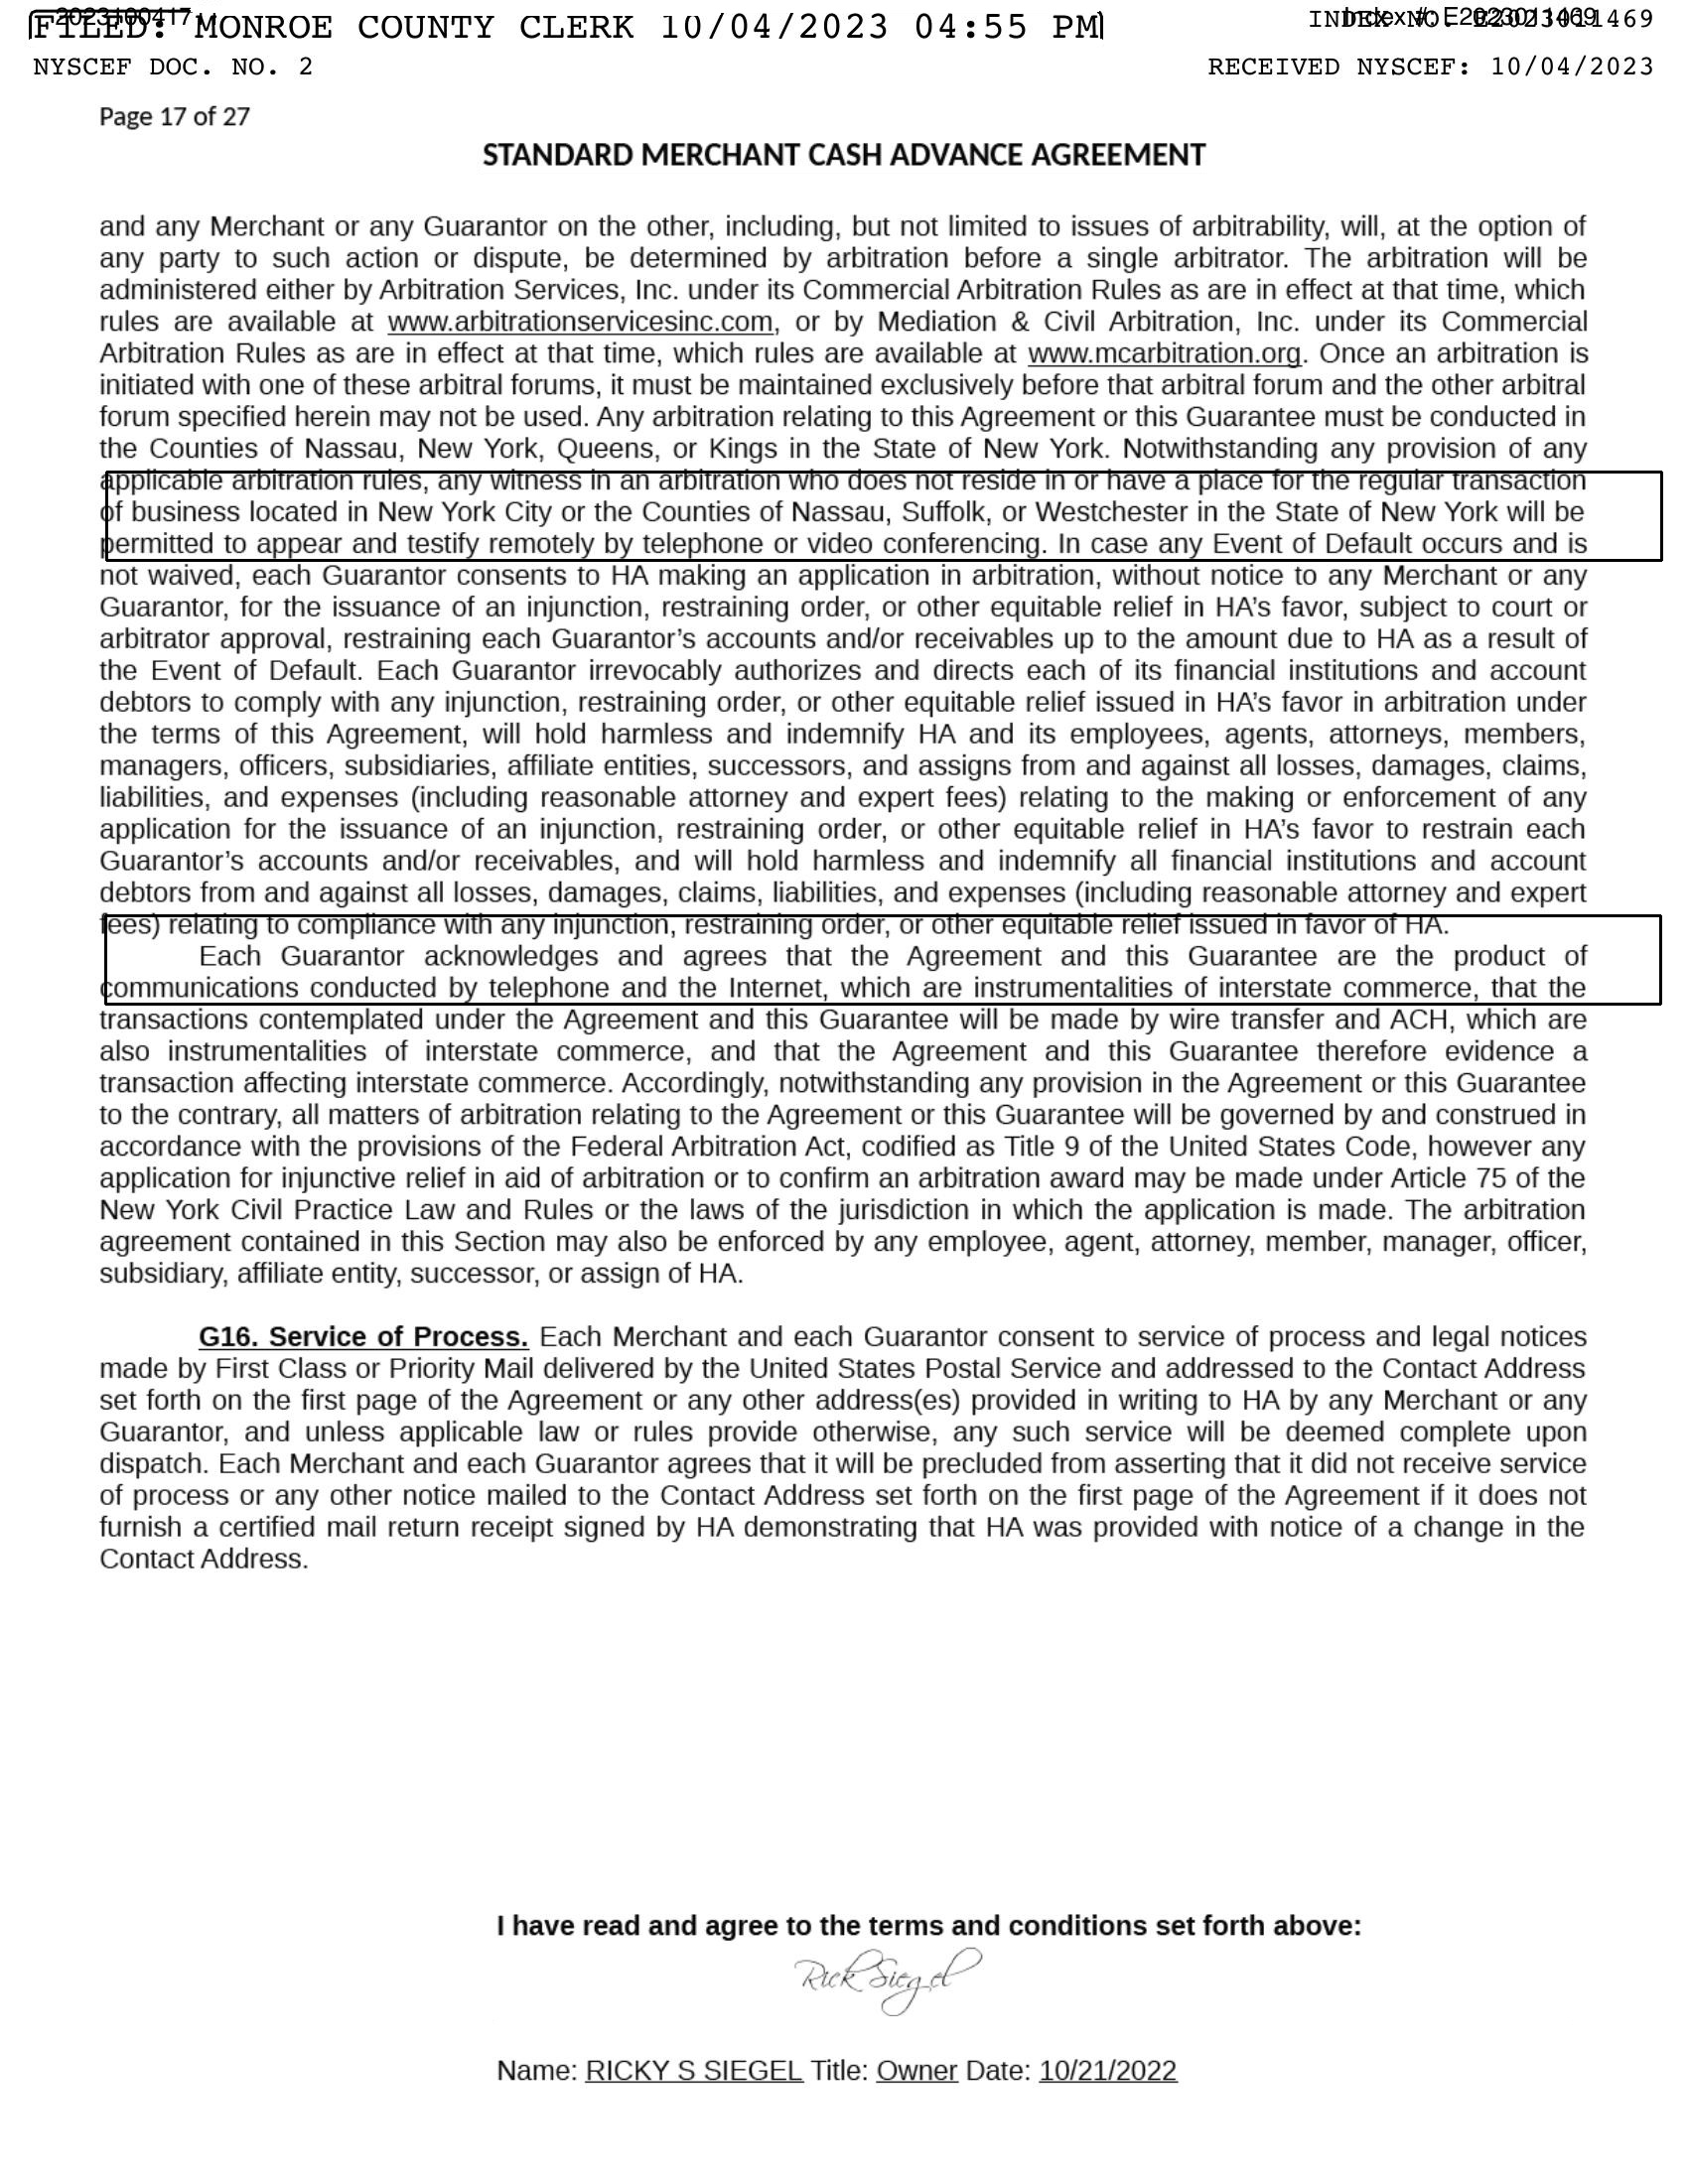 202310041714
Index #: E2023011469
FILED: MONROE COUNTY CLERK 10/04/2023 04:55 PM
INDEX NO. E2023011469
NYSCEF DOC. NO. 2
RECEIVED NYSCEF: 10/04/2023
Page 17 of 27
STANDARD MERCHANT CASH ADVANCE AGREEMENT
and any Merchant or any Guarantor on the other, including, but not limited to issues of arbitrability, will, at the option of
any party to such action or dispute, be determined by arbitration before a single arbitrator. The arbitration will be
administered either by Arbitration Services, Inc. under its Commercial Arbitration Rules as are in effect at that time, which
rules are available at www.arbitrationservicesinc.com, or by Mediation & Civil Arbitration, Inc. under its Commercial
Arbitration Rules as are in effect at that time, which rules are available at www.mcarbitration.org. Once an arbitration is
initiated with one of these arbitral forums, it must be maintained exclusively before that arbitral forum and the other arbitral
forum specified herein may not be used. Any arbitration relating to this Agreement or this Guarantee must be conducted in
the Counties of Nassau, New York, Queens, or Kings in the State of New York. Notwithstanding any provision of any
applicable arbitration rules, any witness in an arbitration who does not reside in or have a place for the regular transaction
of business located in New York City or the Counties of Nassau, Suffolk, or Westchester in the State of New York will be
permitted to appear and testify remotely by telephone or video conferencing. In case any Event of Default occurs and is
not waived, each Guarantor consents to HA making an application in arbitration, without notice to any Merchant or any
Guarantor, for the issuance of an injunction, restraining order, or other equitable relief in HA’s favor, subject to court or
arbitrator approval, restraining each Guarantor’s accounts and/or receivables up to the amount due to HA as a result of
the Event of Default. Each Guarantor irrevocably authorizes and directs each of its financial institutions and account
debtors to comply with any injunction, restraining order, or other equitable relief issued in HA’s favor in arbitration under
the terms of this Agreement, will hold harmless and indemnify HA and its employees, agents, attorneys, members,
managers, officers, subsidiaries, affiliate entities, successors, and assigns from and against all losses, damages, claims,
liabilities, and expenses (including reasonable attorney and expert fees) relating to the making or enforcement of any
application for the issuance of an injunction, restraining order, or other equitable relief in HA’s favor to restrain each
Guarantor’s accounts and/or receivables, and will hold harmless and indemnify all financial institutions and account
debtors from and against all losses, damages, claims, liabilities, and expenses (including reasonable attorney and expert
fees) relating to compliance with any injunction, restraining order, or other equitable relief issued in favor of HA.
Each Guarantor acknowledges and agrees that the Agreement and this Guarantee are the product of
communications conducted by telephone and the Internet, which are instrumentalities of interstate commerce, that the
transactions contemplated under the Agreement and this Guarantee will be made by wire transfer and ACH, which are
also instrumentalities of interstate commerce, and that the Agreement and this Guarantee therefore evidence a
transaction affecting interstate commerce. Accordingly, notwithstanding any provision in the Agreement or this Guarantee
to the contrary, all matters of arbitration relating to the Agreement or this Guarantee will be governed by and construed in
accordance with the provisions of the Federal Arbitration Act, codified as Title 9 of the United States Code, however any
application for injunctive relief in aid of arbitration or to confirm an arbitration award may be made under Article 75 of the
New York Civil Practice Law and Rules or the laws of the jurisdiction in which the application is made. The arbitration
agreement contained in this Section may also be enforced by any employee, agent, attorney, member, manager, officer,
subsidiary, affiliate entity, successor, or assign of HA.
G16. Service of Process. Each Merchant and each Guarantor consent to service of process and legal notices
made by First Class or Priority Mail delivered by the United States Postal Service and addressed to the Contact Address
set forth on the first page of the Agreement or any other address(es) provided in writing to HA by any Merchant or any
Guarantor, and unless applicable law or rules provide otherwise, any such service will be deemed complete upon
dispatch. Each Merchant and each Guarantor agrees that it will be precluded from asserting that it did not receive service
of process or any other notice mailed to the Contact Address set forth on the first page of the Agreement if it does not
furnish a certified mail return receipt signed by HA demonstrating that HA was provided with notice of a change in the
Contact Address.
I have read and agree to the terms and conditions set forth above:
Rick Siegel
Name: RICKY S SIEGEL Title: Owner Date: 10/21/2022